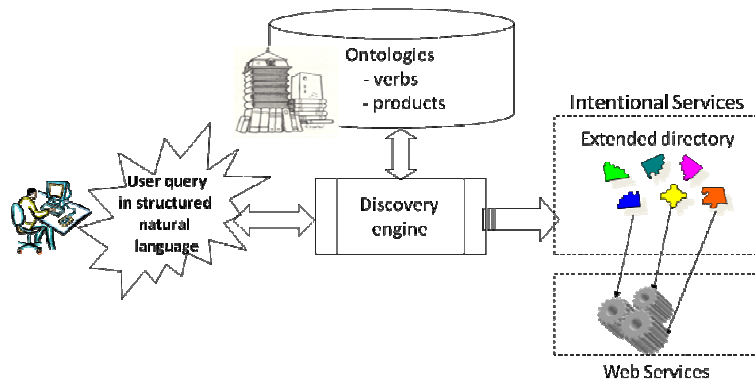 Ontologies
- verbs
- products
Intentional Services
Extended directory
User query
in structured
natural
language
Discovery
engine
Web Services